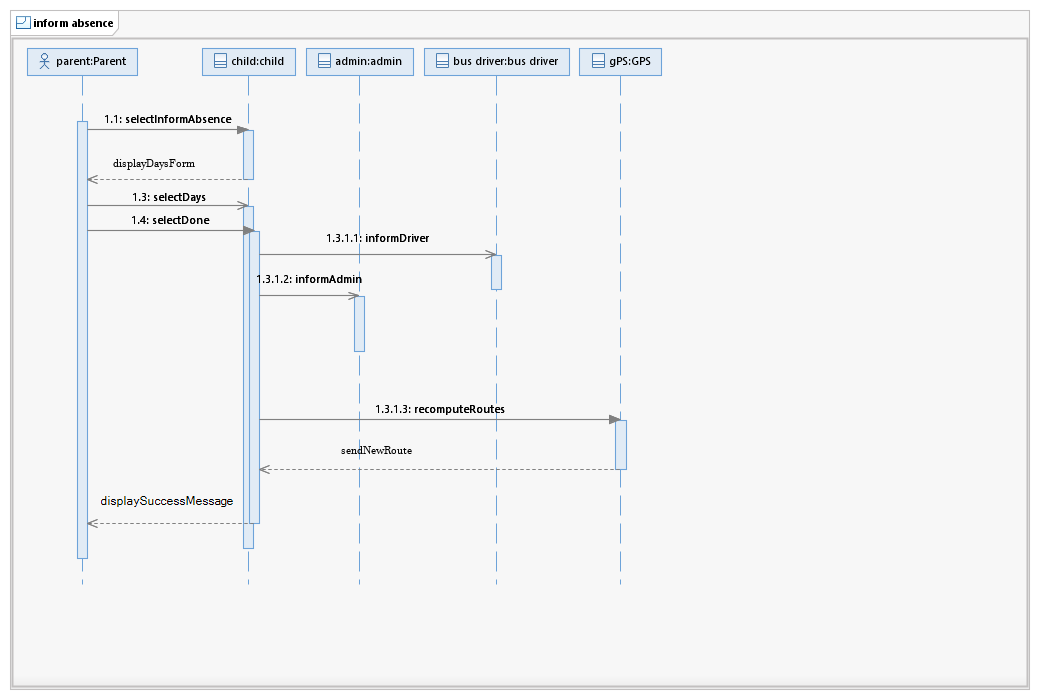 inform absence
parent:Parent
child:child
admin:admin
bus driver:bus driver
gPS:GPS
1.1: selectInformAbsence
displayDaysForm
1.3: selectDays
1.4: selectDone
1.3.1.1: informDriver
1.3.1.2: informAdmin
1.3.1.3: recomputeRoutes
sendNewRoute
displaySuccessMessage